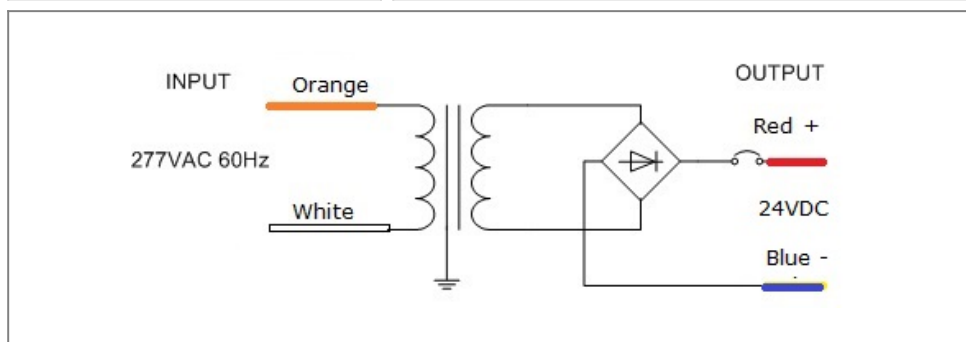 INPUT
Orange
277VAC 60Hz
White
OUTPUT
Red +
24VDC
Blue -